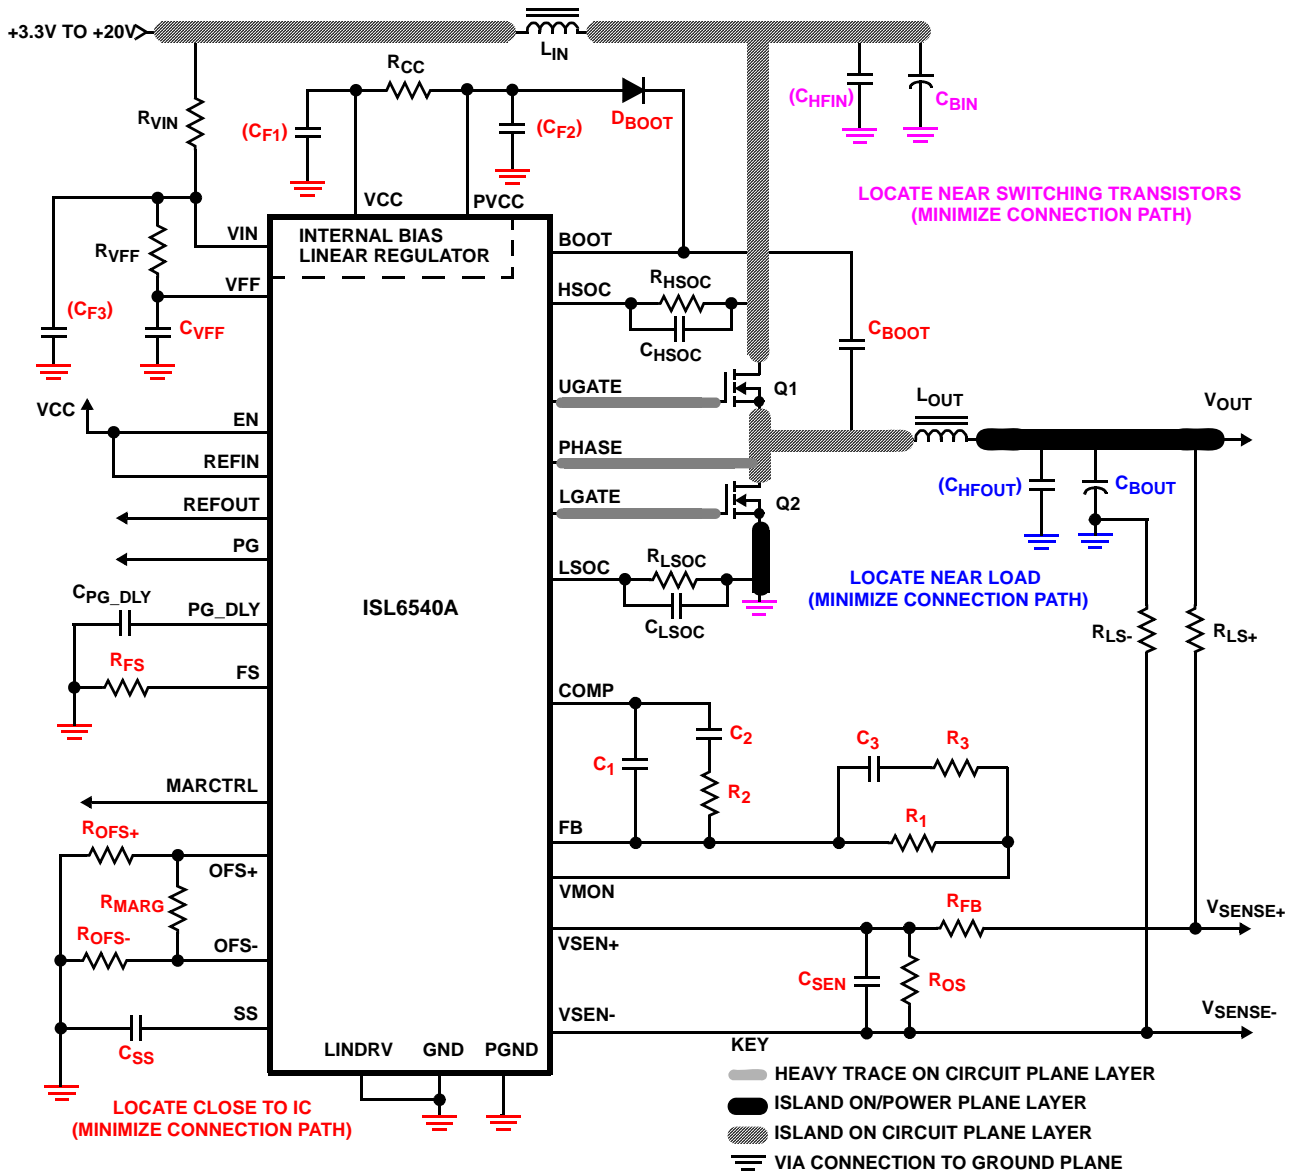 +3.3V TO +20V
LIN
RCC
RVIN
(CF1)
(CF2)
DBOOT
(CHFIN)
CBIN
LOCATE NEAR SWITCHING TRANSISTORS
(MINIMIZE CONNECTION PATH)
VCC
PVCC
VIN
INTERNAL BIAS
LINEAR REGULATOR
BOOT
RVFF
VFF
HSOC
RHSOC
(CF3)
CVFF
CHSOC
CBOOT
UGATE
Q1
LOUT
VOUT
VCC
EN
REFIN
PHASE
REFOUT
LGATE
Q2
(CHFOUT)
CBOUT
PG
LSOC
RLSOC
LOCATE NEAR LOAD
(MINIMIZE CONNECTION PATH)
CPG_DLY
PG_DLY
ISL6540A
CLSOC
RLS-
RLS+
RFS
FS
COMP
C2
C1
R2
C3
R3
R1
MARCTRL
FB
ROFS+
OFS+
VMON
RMARG
ROFS-
OFS-
RFB
VSENSE+
VSEN+
CSEN
ROS
SS
VSEN-
VSENSE-
CSS
LINDRV
GND
PGND
LOCATE CLOSE TO IC
(MINIMIZE CONNECTION PATH)
KEY
HEAVY TRACE ON CIRCUIT PLANE LAYER
ISLAND ON/POWER PLANE LAYER
ISLAND ON CIRCUIT PLANE LAYER
VIA CONNECTION TO GROUND PLANE